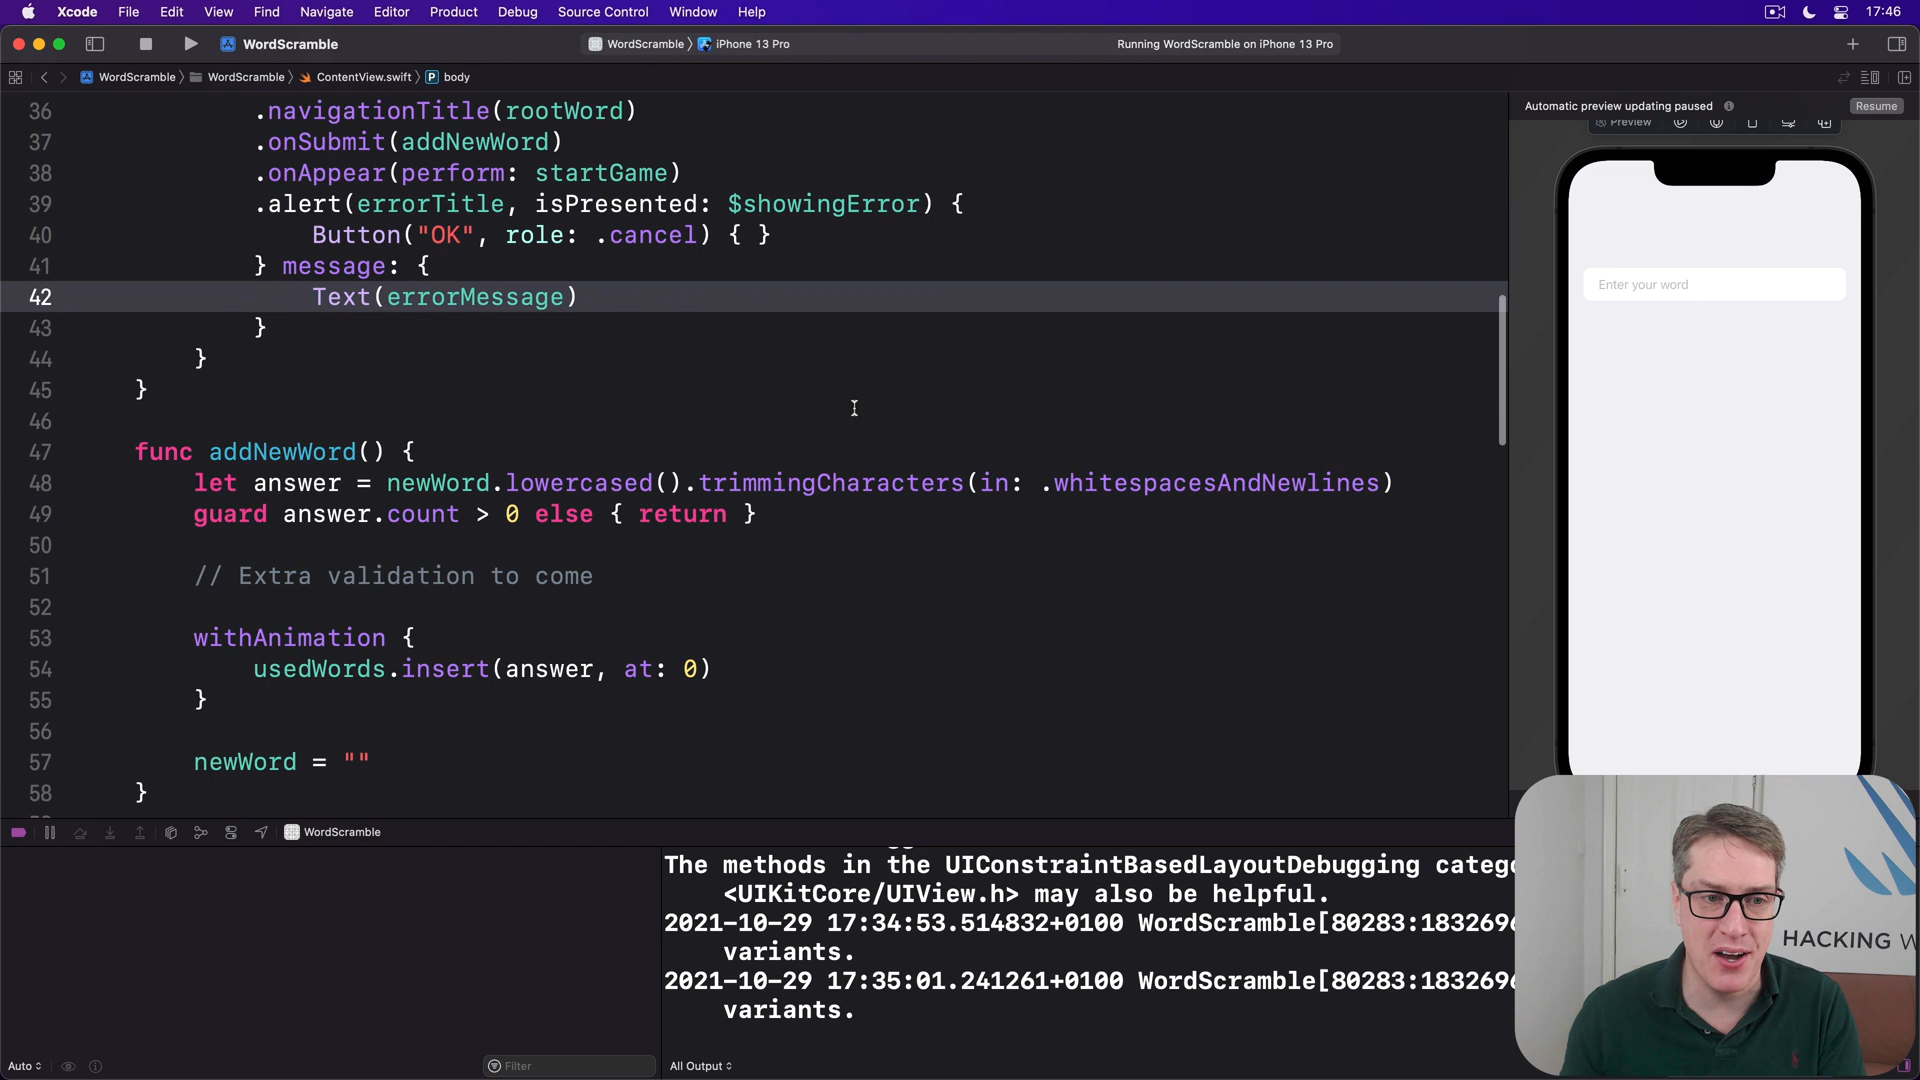 Xcode File Edit View Find Navigate Editor Product Debug Source Control Window Help 17:46
WordScramble WordScramble iPhone 13 Pro Running WordScramble on iPhone 13 Pro
WordScramble WordScramble ContentView.swift P body
Automatic preview updating paused Resume
Preview
36 .navigationTitle(rootWord)
37 .onSubmit(addNewWord)
38 .onAppear(perform: startGame)
39 .alert(errorTitle, isPresented: $showingError) {
40 Button("OK", role: .cancel) { }
41 } message: {
42 Text(errorMessage)
43 }
44 }
45 }
46
47 func addNewWord() {
48 let answer = newWord.lowercased().trimmingCharacters(in: .whitespacesAndNewlines)
49 guard answer.count > 0 else { return }
50
51 // Extra validation to come
52
53 withAnimation {
54 usedWords.insert(answer, at: 0)
55 }
56
57 newWord = ""
58 }
Enter your word
WordScramble
The methods in the UIConstraintBasedLayoutDebugging catego
<UIKitCore/UIView.h> may also be helpful.
2021-10-29 17:34:53.514832+0100 WordScramble[80283:1832696
variants.
2021-10-29 17:35:01.241261+0100 WordScramble[80283:1832696
variants.
HACKING W
Auto Filter All Output